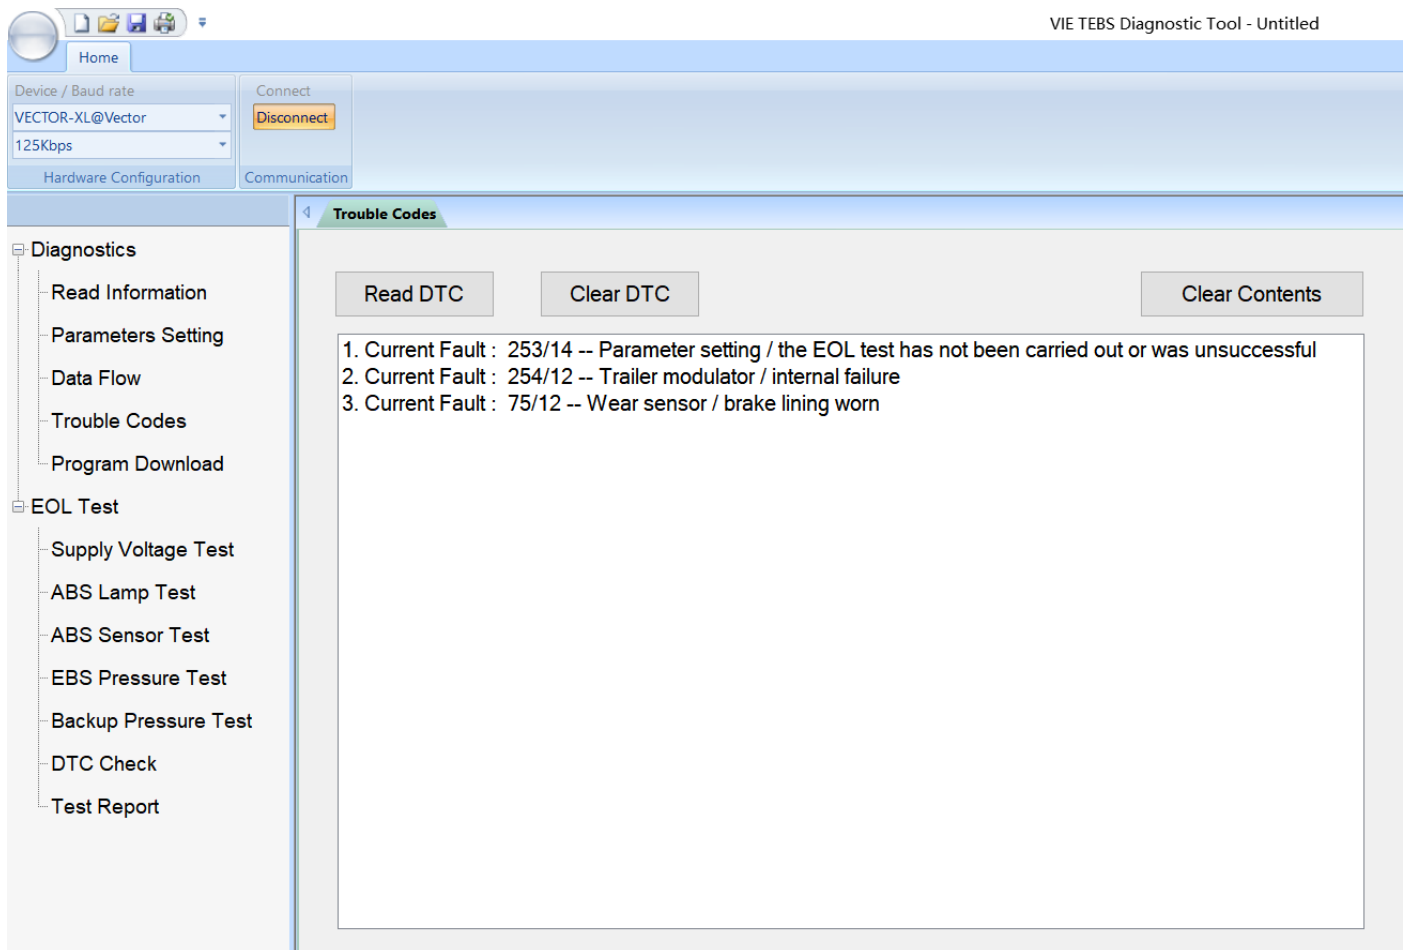 VIE TEBS Diagnostic Tool - Untitled
Home
Device / Baud rate
VECTOR-XL@Vector
125Kbps
Hardware Configuration
Connect
Disconnect
Communication
Trouble Codes
Diagnostics
Read Information
Parameters Setting
Data Flow
Trouble Codes
Program Download
EOL Test
Supply Voltage Test
ABS Lamp Test
ABS Sensor Test
EBS Pressure Test
Backup Pressure Test
DTC Check
Test Report
Read DTC
Clear DTC
Clear Contents
1. Current Fault :  253/14 -- Parameter setting / the EOL test has not been carried out or was unsuccessful
2. Current Fault :  254/12 -- Trailer modulator / internal failure
3. Current Fault :  75/12 -- Wear sensor / brake lining worn